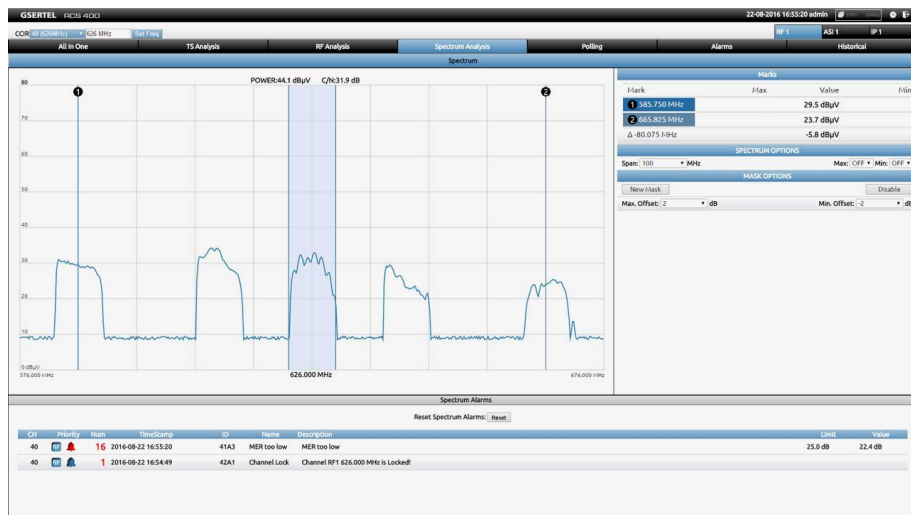 GSERTEL RCS 400
22-08-2016 16:55:20 admin
COIR 40 (626MHz) 626 MHz Set Freq
RF 1 ASI 1 IP 1
All In One TS Analysis RF Analysis Spectrum Analysis Polling Alarms Historical
Spectrum
POWER:44.1 dBμV C/N:31.9 dB
80
70
60
50
40
30
20
10
0 dBμV
1
2
576.000 MHz 626.000 MHz 676.000 MHz
Marks
Mark Max Value Min
1 585.750 MHz 29.5 dBμV
2 665.825 MHz 23.7 dBμV
Δ -80.075 MHz -5.8 dBμV
SPECTRUM OPTIONS
Span: 100 MHz Max: OFF Min: OFF
MASK OPTIONS
New Mask Disable
Max. Offset: 2 dB Min. Offset: -2 dB
Spectrum Alarms
Reset Spectrum Alarms: Reset
CH Priority Num TimeStamp ID Name Description Limit Value
40 RF 16 2016-08-22 16:55:20 41A3 MER too low MER too low 25.0 dB 22.4 dB
40 RF 1 2016-08-22 16:54:49 42A1 Channel Lock Channel RF1 626.000 MHz is Locked!